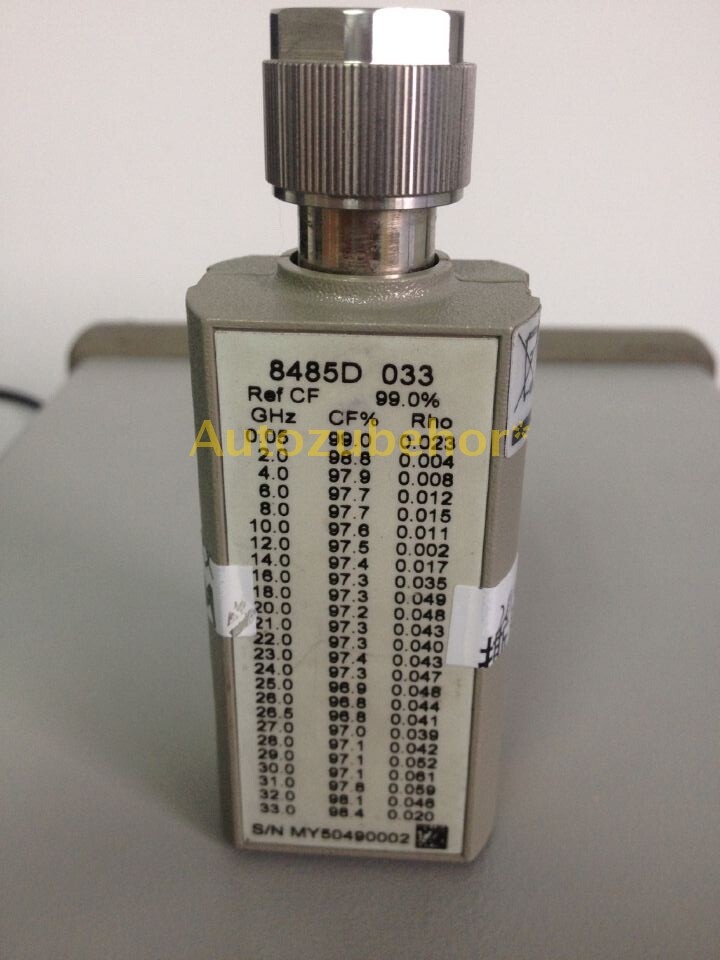 8485D 033
Ref CF 99.0%
GHz CF% Rho
0.05 99.0 0.023
2.0 98.8 0.004
4.0 97.9 0.008
6.0 97.7 0.012
8.0 97.7 0.015
10.0 97.6 0.011
12.0 97.5 0.002
14.0 97.4 0.017
16.0 97.3 0.035
18.0 97.3 0.049
20.0 97.2 0.048
21.0 97.3 0.043
22.0 97.3 0.040
23.0 97.4 0.043
24.0 97.3 0.047
25.0 96.9 0.048
26.0 96.8 0.044
26.5 96.8 0.041
27.0 97.0 0.039
28.0 97.1 0.042
29.0 97.1 0.052
30.0 97.1 0.061
31.0 97.8 0.059
32.0 98.1 0.046
33.0 98.4 0.020
S/N MY50490002
Autozubehor